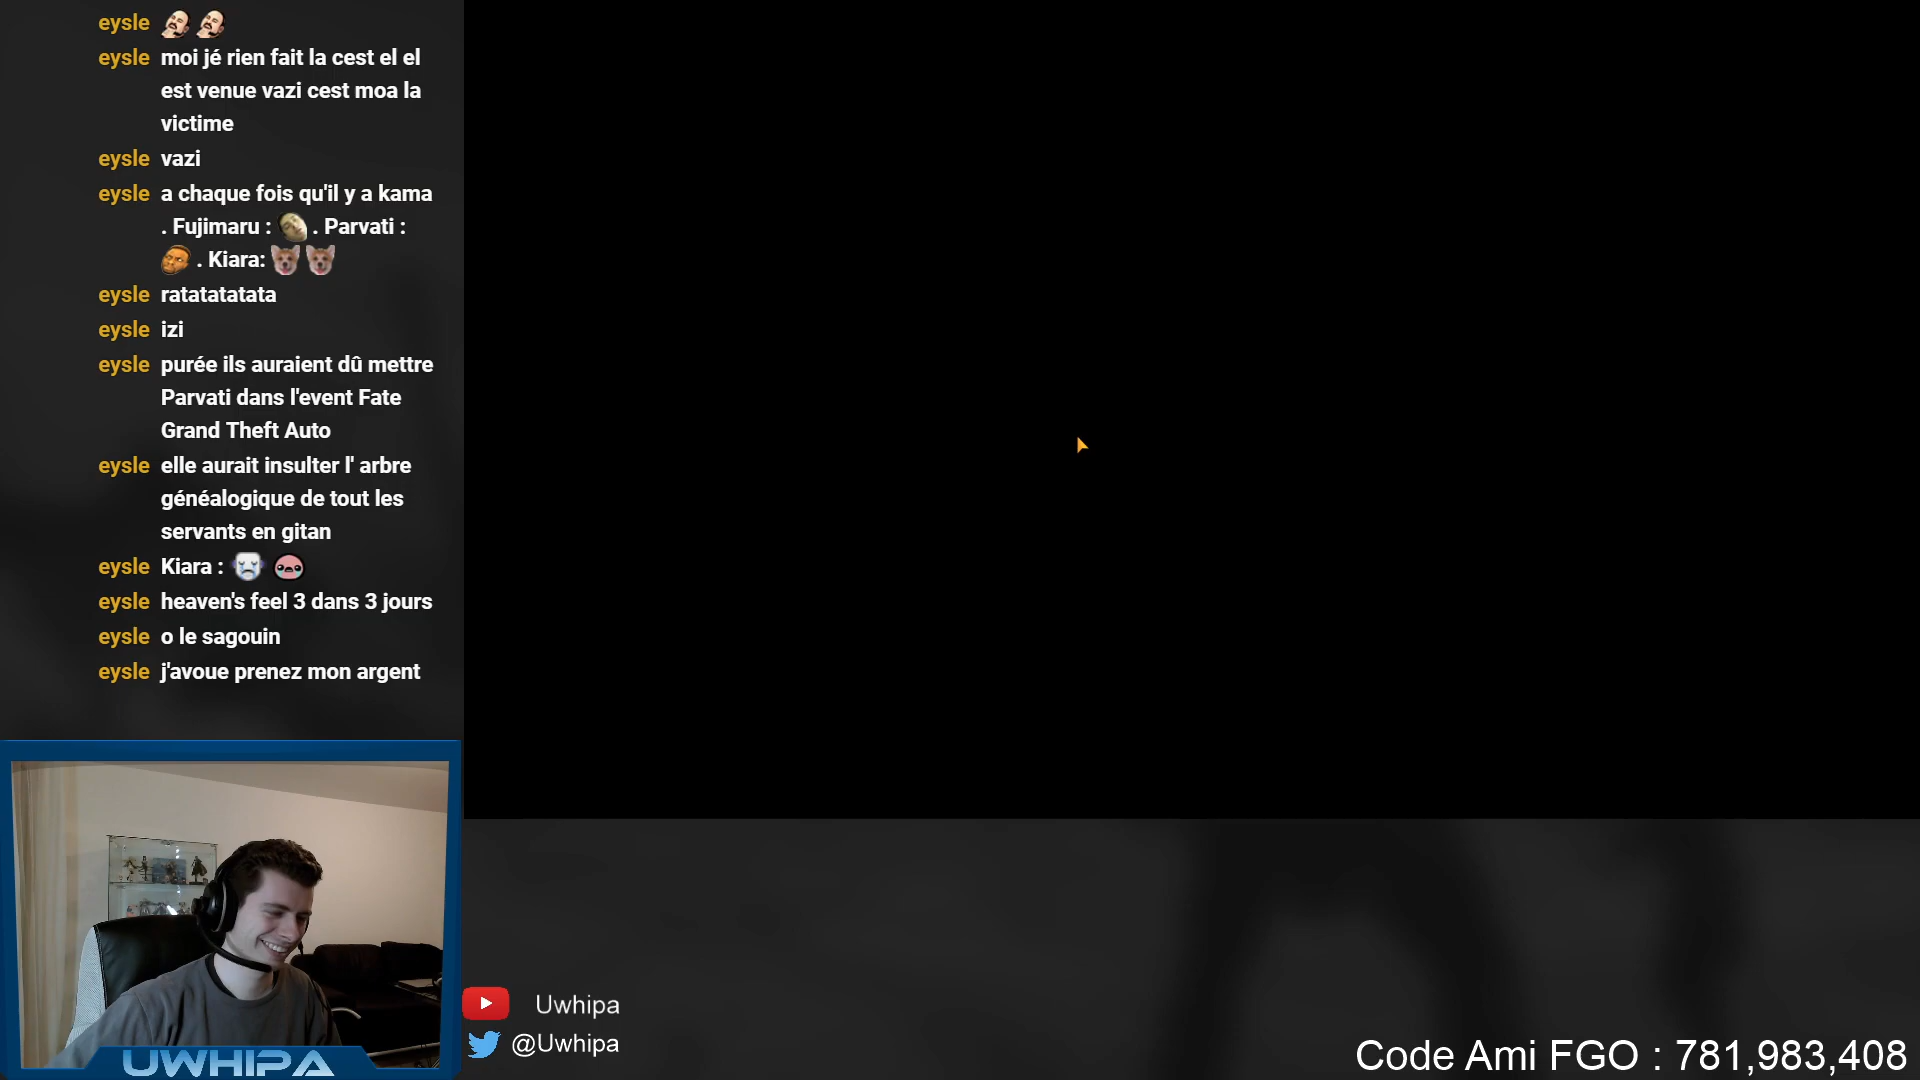 eysle
eysle moi jé rien fait la cest el el
est venue vazi cest moa la
victime
eysle vazi
eysle a chaque fois qu'il y a kama
. Fujimaru : . Parvati :
. Kiara:
eysle ratatatatata
eysle izi
eysle purée ils auraient dû mettre
Parvati dans l'event Fate
Grand Theft Auto
eysle elle aurait insulter l' arbre
généalogique de tout les
servants en gitan
eysle Kiara :
eysle heaven's feel 3 dans 3 jours
eysle o le sagouin
eysle j'avoue prenez mon argent
UWHIPA
Uwhipa
@Uwhipa
Code Ami FGO : 781,983,408